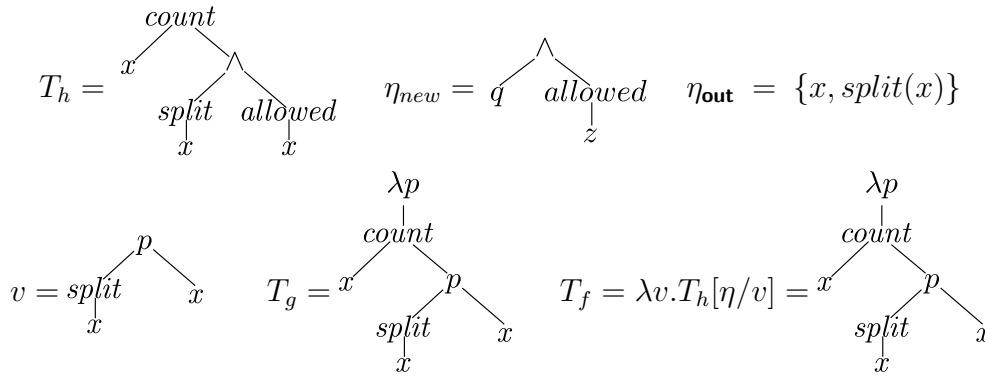 count
x ∧
T_h = split allowed
x x
∧
η_new = q allowed
z
η_out = {x, split(x)}
p
v = split x
x
λp
count
T_g = x p
split x
x
λp
count
T_f = λv.T_h[η/v] = x p
split x
x